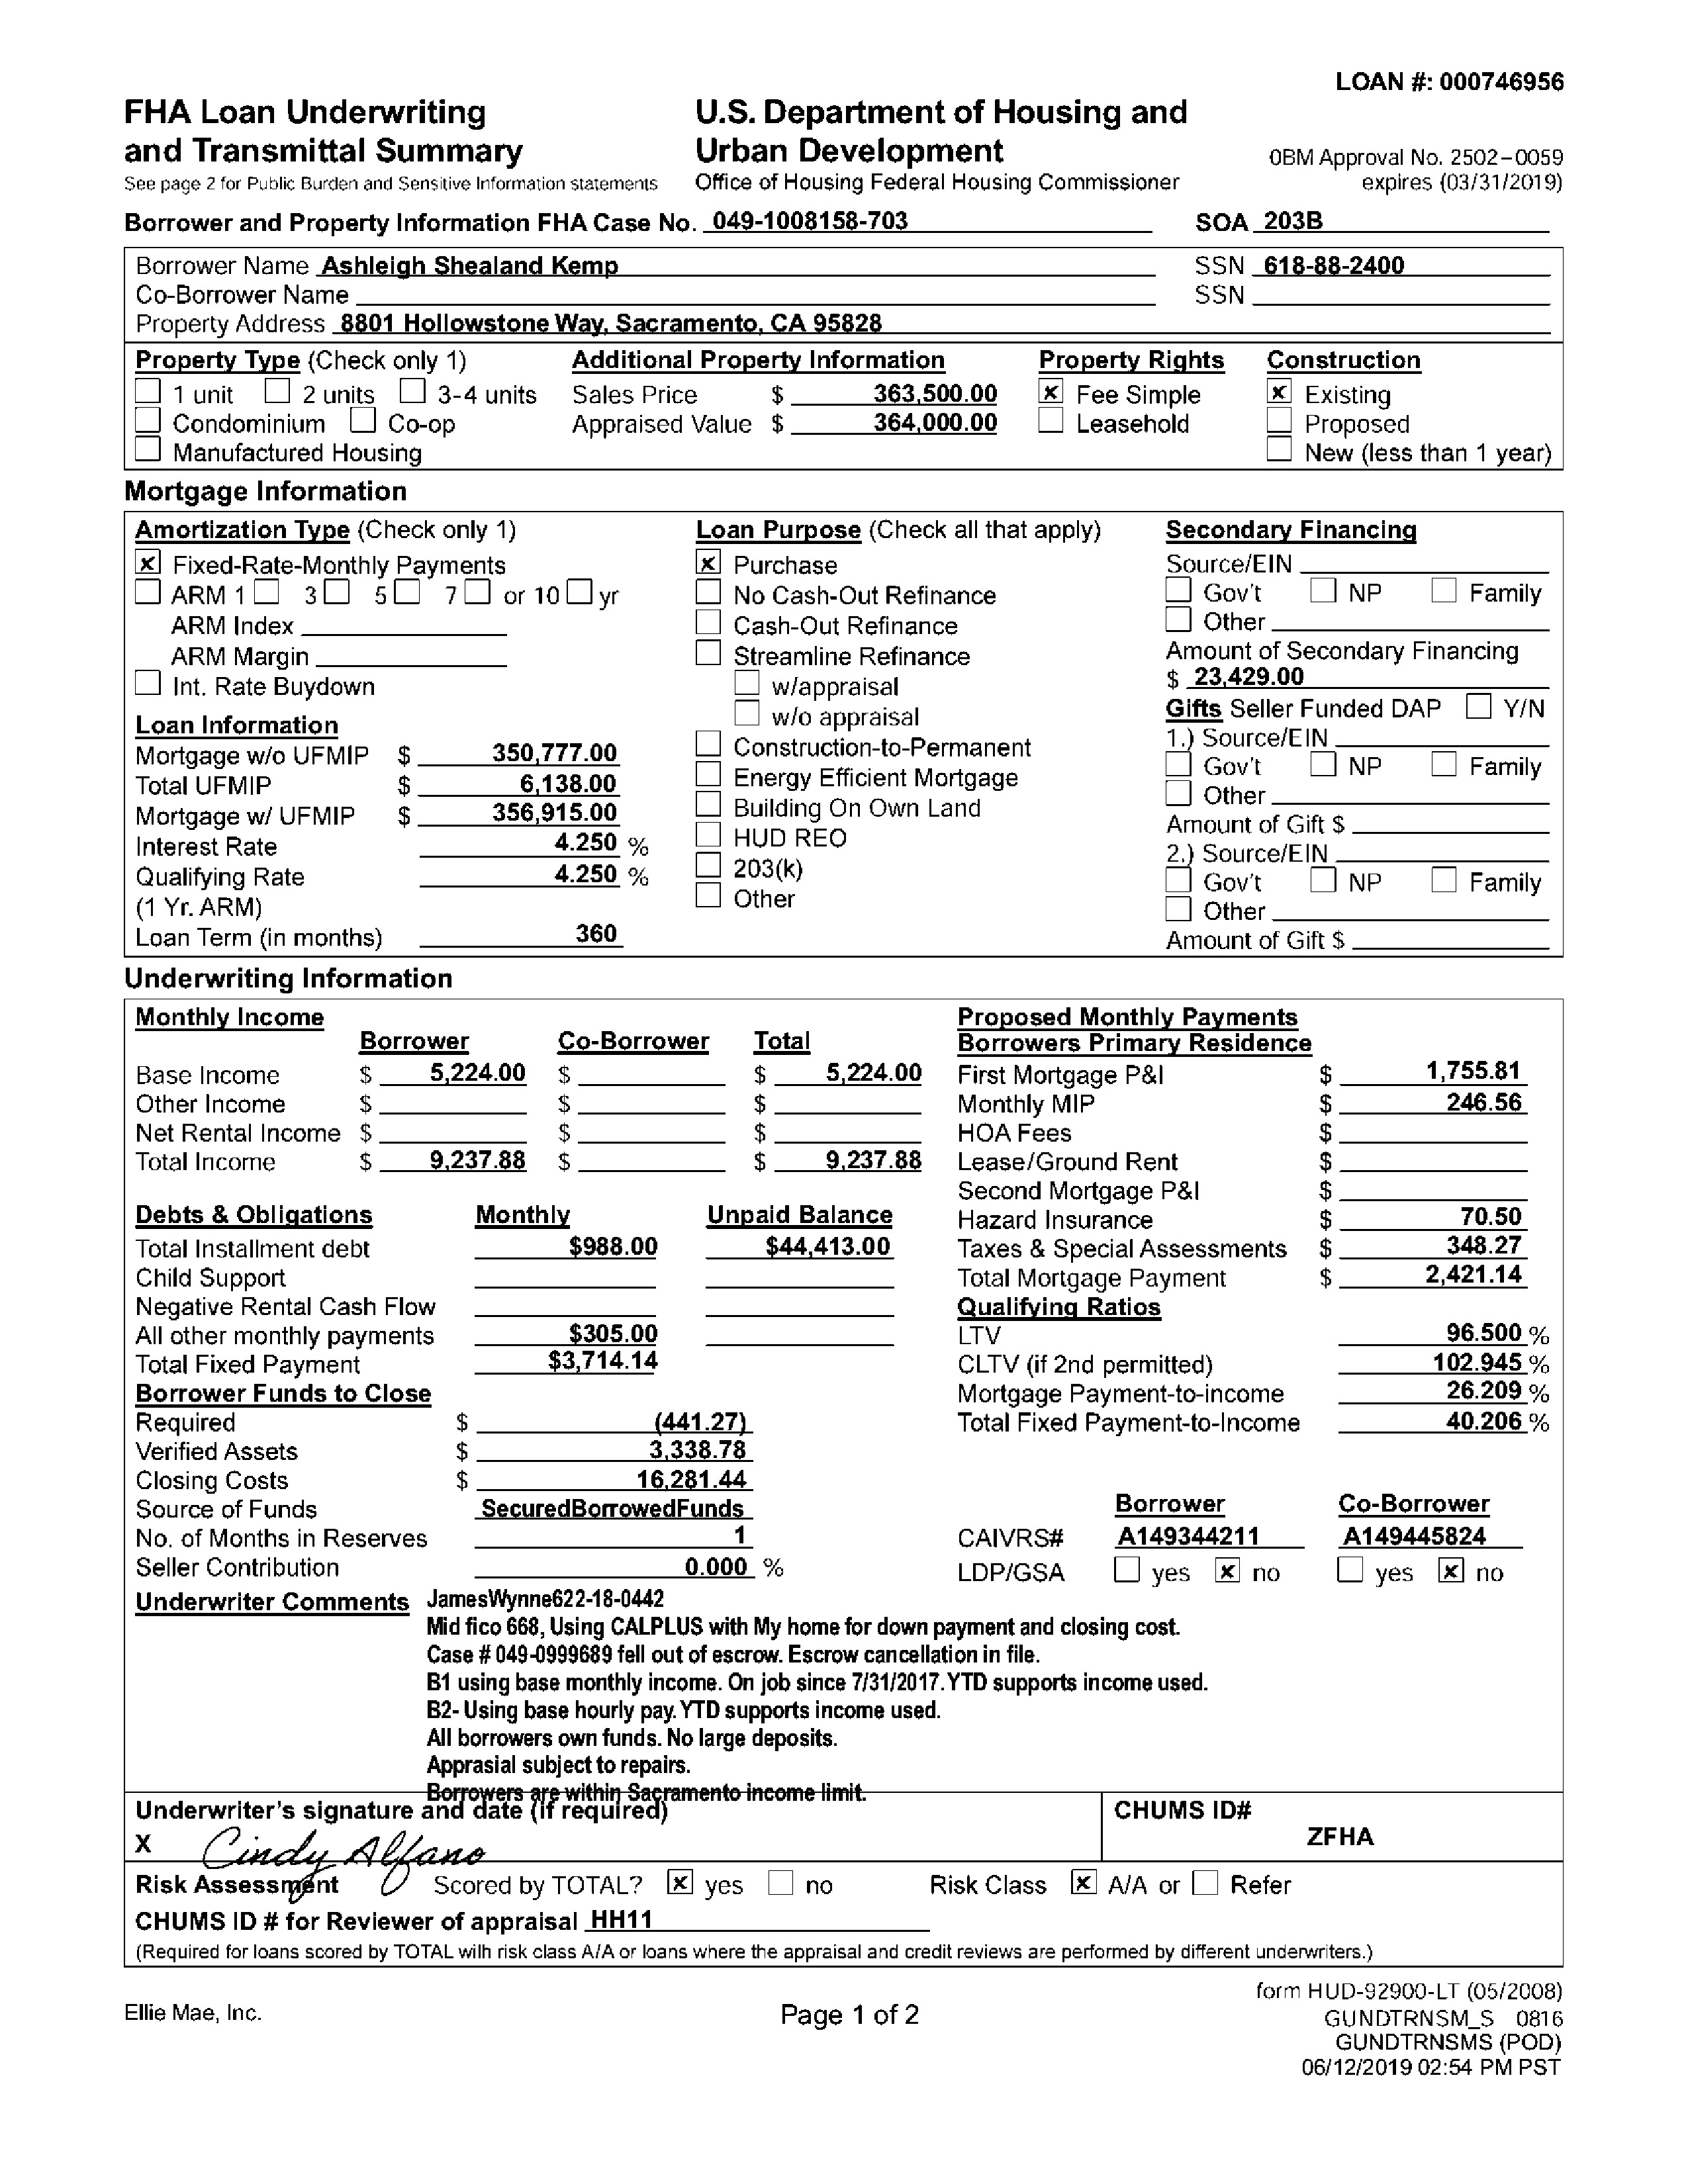 LOAN #: 000746956
FHA Loan Underwriting
and Transmittal Summary
See page 2 for Public Burden and Sensitive Information statements
U.S. Department of Housing and
Urban Development
Office of Housing Federal Housing Commissioner
0BM Approval No. 2502-0059
expires (03/31/2019)
Borrower and Property Information FHA Case No. 049-1008158-703 SOA 203B
Borrower Name Ashleigh Shealand Kemp SSN 618-88-2400
Co-Borrower Name SSN
Property Address 8801 Hollowstone Way, Sacramento, CA 95828
Property Type (Check only 1)
1 unit 2 units 3-4 units
Condominium Co-op
Manufactured Housing
Additional Property Information
Sales Price $ 363,500.00
Appraised Value $ 364,000.00
Property Rights
x Fee Simple
Leasehold
Construction
x Existing
Proposed
New (less than 1 year)
Mortgage Information
Amortization Type (Check only 1)
x Fixed-Rate-Monthly Payments
ARM 1 3 5 7 or 10 yr
ARM Index
ARM Margin
Int. Rate Buydown
Loan Information
Mortgage w/o UFMIP $ 350,777.00
Total UFMIP $ 6,138.00
Mortgage w/ UFMIP $ 356,915.00
Interest Rate 4.250 %
Qualifying Rate 4.250 %
(1 Yr. ARM)
Loan Term (in months) 360
Loan Purpose (Check all that apply)
x Purchase
No Cash-Out Refinance
Cash-Out Refinance
Streamline Refinance
w/appraisal
w/o appraisal
Construction-to-Permanent
Energy Efficient Mortgage
Building On Own Land
HUD REO
203(k)
Other
Secondary Financing
Source/EIN
Gov't NP Family
Other
Amount of Secondary Financing
$ 23,429.00
Gifts Seller Funded DAP Y/N
1.) Source/EIN
Gov't NP Family
Other
Amount of Gift $
2.) Source/EIN
Gov't NP Family
Other
Amount of Gift $
Underwriting Information
Monthly Income
Borrower Co-Borrower Total
Base Income $ 5,224.00 $ $ 5,224.00
Other Income $ $ $
Net Rental Income $ $ $
Total Income $ 9,237.88 $ $ 9,237.88
Debts & Obligations Monthly Unpaid Balance
Total Installment debt $988.00 $44,413.00
Child Support
Negative Rental Cash Flow
All other monthly payments $305.00
Total Fixed Payment $3,714.14
Borrower Funds to Close
Required $ (441.27)
Verified Assets $ 3,338.78
Closing Costs $ 16,281.44
Source of Funds SecuredBorrowedFunds
No. of Months in Reserves 1
Seller Contribution 0.000 %
Proposed Monthly Payments
Borrowers Primary Residence
First Mortgage P&I $ 1,755.81
Monthly MIP $ 246.56
HOA Fees $
Lease/Ground Rent $
Second Mortgage P&I $
Hazard Insurance $ 70.50
Taxes & Special Assessments $ 348.27
Total Mortgage Payment $ 2,421.14
Qualifying Ratios
LTV 96.500 %
CLTV (if 2nd permitted) 102.945 %
Mortgage Payment-to-income 26.209 %
Total Fixed Payment-to-Income 40.206 %
Borrower Co-Borrower
CAIVRS# A149344211 A149445824
LDP/GSA yes x no yes x no
Underwriter Comments JamesWynne622-18-0442
Mid fico 668, Using CALPLUS with My home for down payment and closing cost.
Case # 049-0999689 fell out of escrow. Escrow cancellation in file.
B1 using base monthly income. On job since 7/31/2017. YTD supports income used.
B2- Using base hourly pay. YTD supports income used.
All borrowers own funds. No large deposits.
Apprasial subject to repairs.
Borrowers are within Sacramento income limit.
Underwriter's signature and date (if required)
X Cindy Alfano
CHUMS ID#
ZFHA
Risk Assessment Scored by TOTAL? x yes no Risk Class x A/A or Refer
CHUMS ID # for Reviewer of appraisal HH11
(Required for loans scored by TOTAL wilh risk class A/A or loans where the appraisal and credit reviews are performed by different underwriters.)
Ellie Mae, Inc.
Page 1 of 2
form HUD-92900-LT (05/2008)
GUNDTRNSM_S 0816
GUNDTRNSMS (POD)
06/12/2019 02:54 PM PST